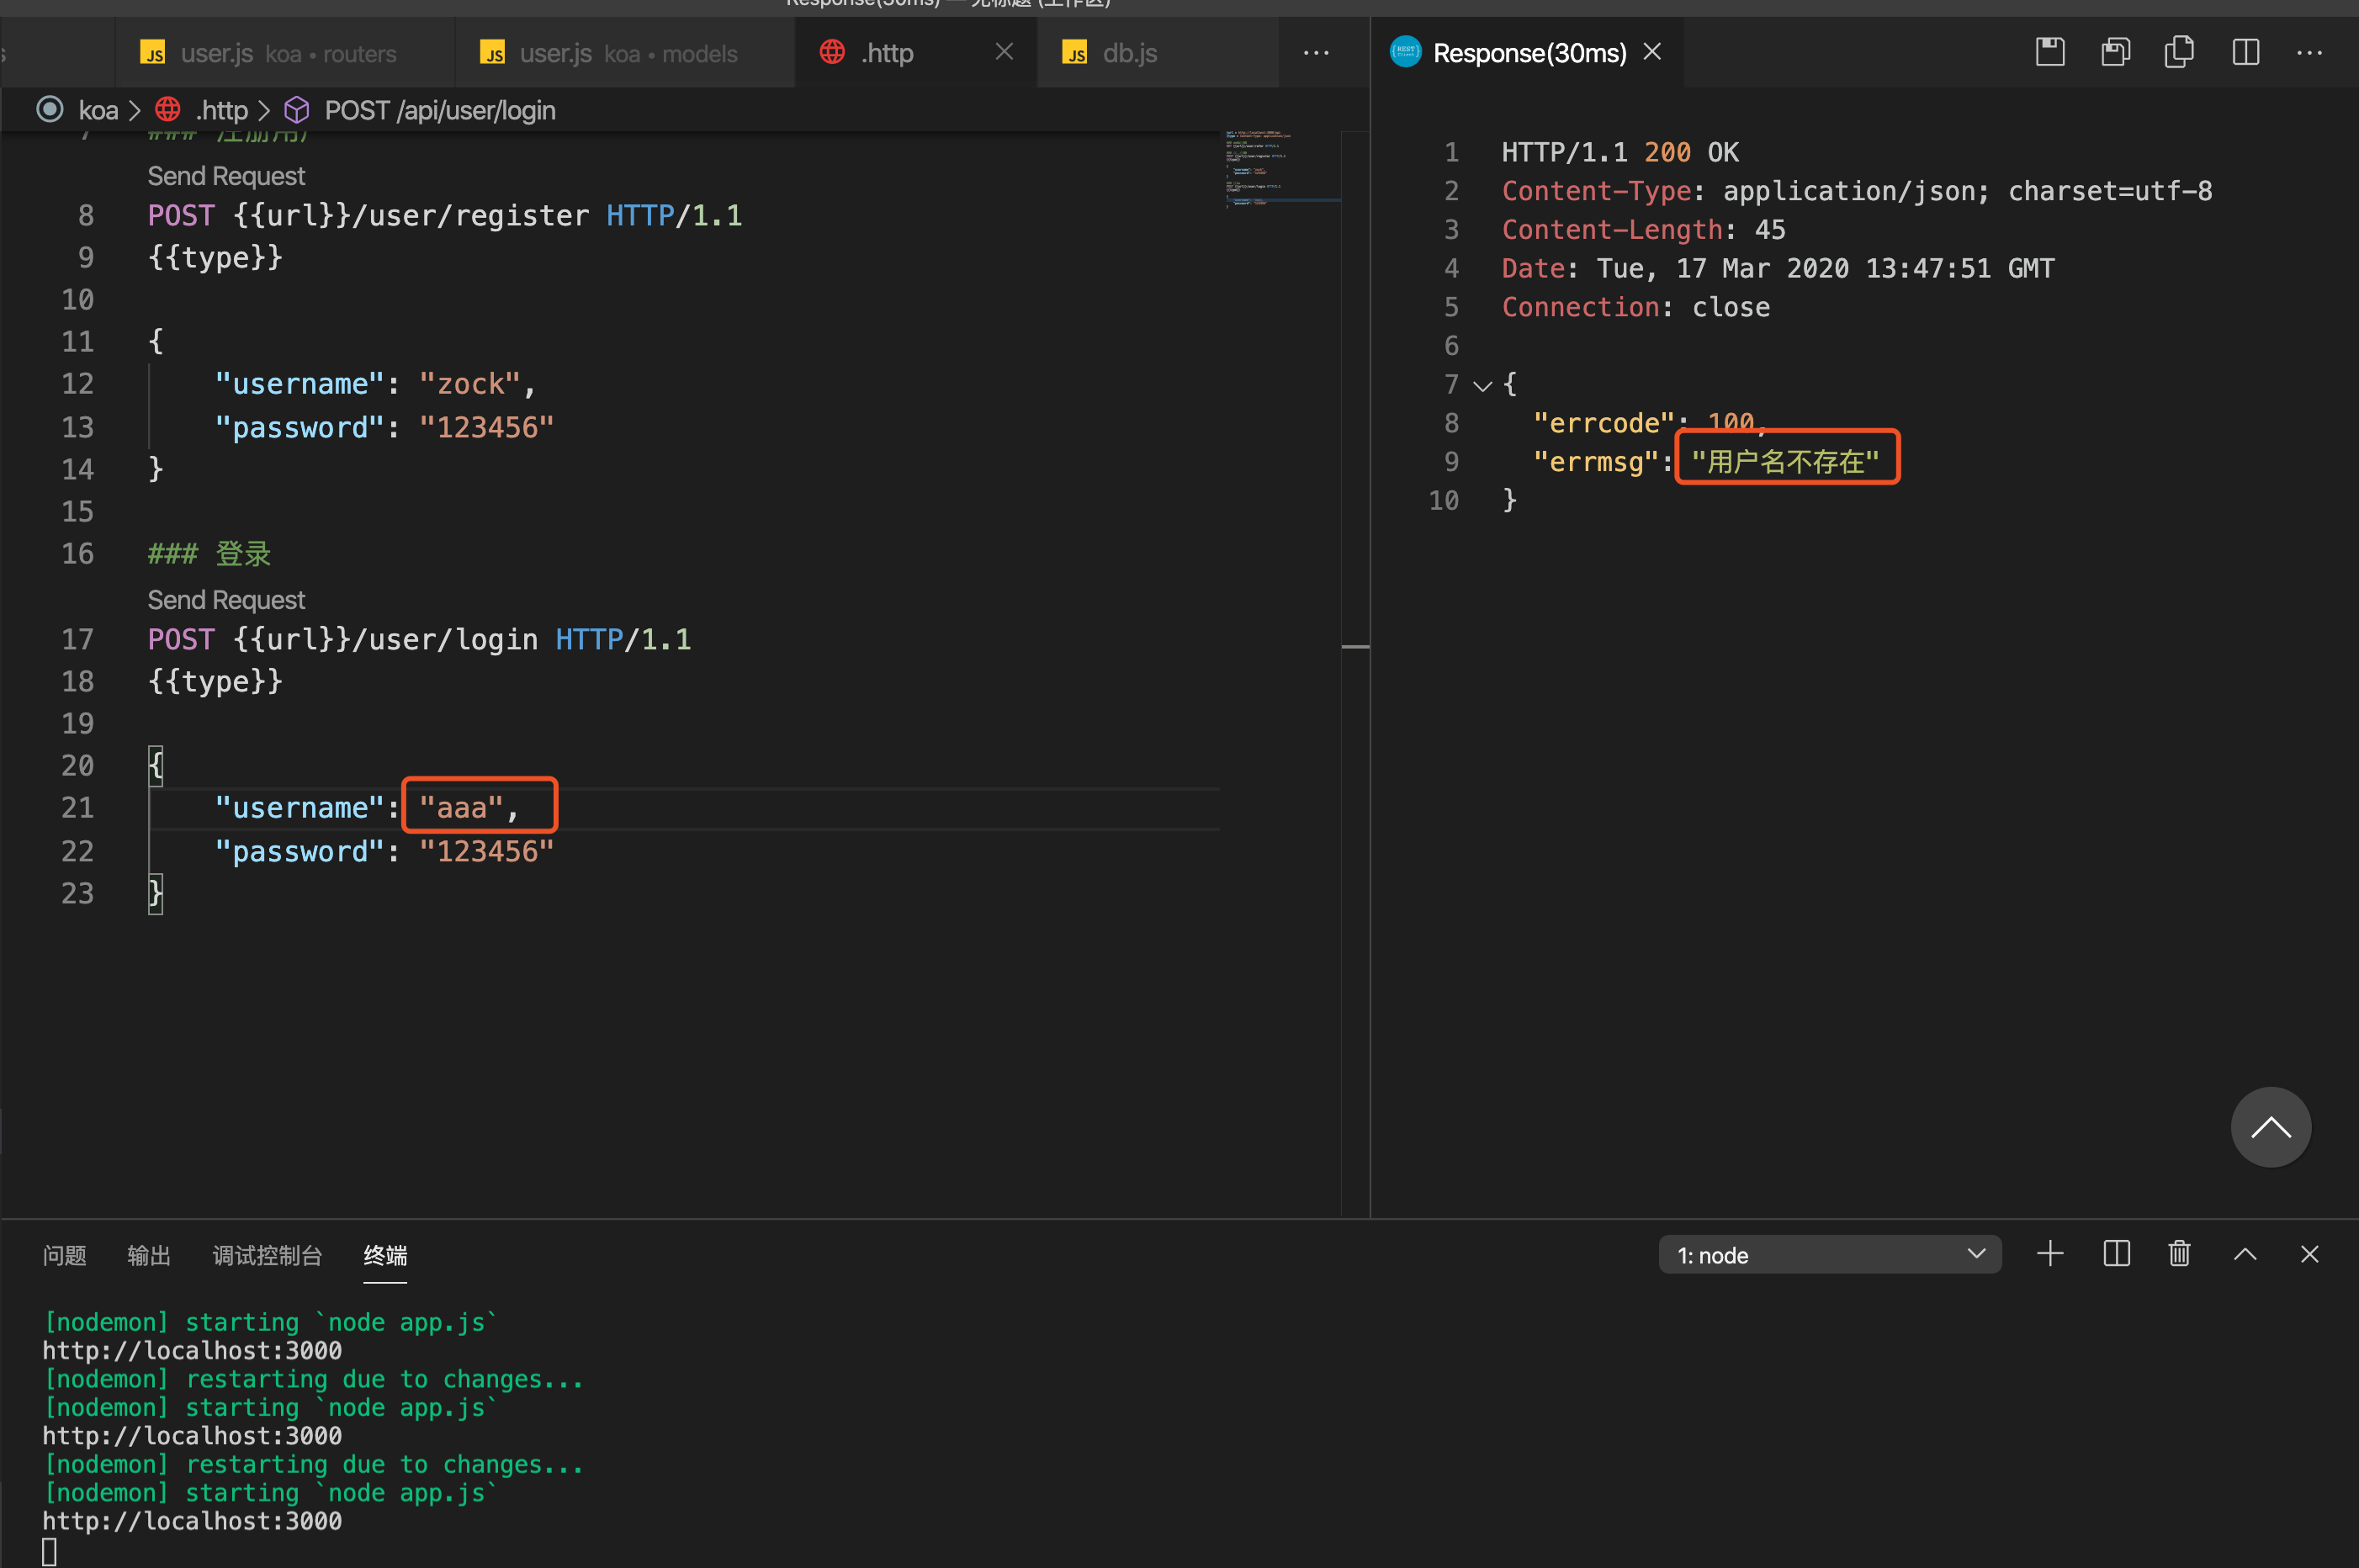 Response(30ms) — 无标题 (工作区)
user.js koa • routers
user.js koa • models
.http
db.js
Response(30ms)
koa > .http > POST /api/user/login
7 ### 注册用户
Send Request
8 POST {{url}}/user/register HTTP/1.1
9 {{type}}
10
11 {
12 "username": "zock",
13 "password": "123456"
14 }
15
16 ### 登录
Send Request
17 POST {{url}}/user/login HTTP/1.1
18 {{type}}
19
20 {
21 "username": "aaa",
22 "password": "123456"
23 }
1 HTTP/1.1 200 OK
2 Content-Type: application/json; charset=utf-8
3 Content-Length: 45
4 Date: Tue, 17 Mar 2020 13:47:51 GMT
5 Connection: close
6
7 {
8 "errcode": 100,
9 "errmsg": "用户名不存在"
10 }
问题 输出 调试控制台 终端
1: node
[nodemon] starting `node app.js`
http://localhost:3000
[nodemon] restarting due to changes...
[nodemon] starting `node app.js`
http://localhost:3000
[nodemon] restarting due to changes...
[nodemon] starting `node app.js`
http://localhost:3000